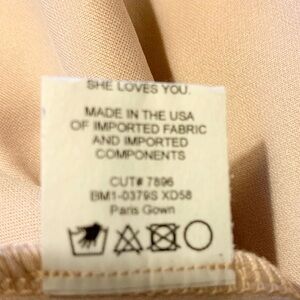 SHE LOVES YOU.
MADE IN THE USA
OF IMPORTED FABRIC
AND IMPORTED
COMPONENTS
CUT# 7896
BM1-0379S XD58
Paris Gown